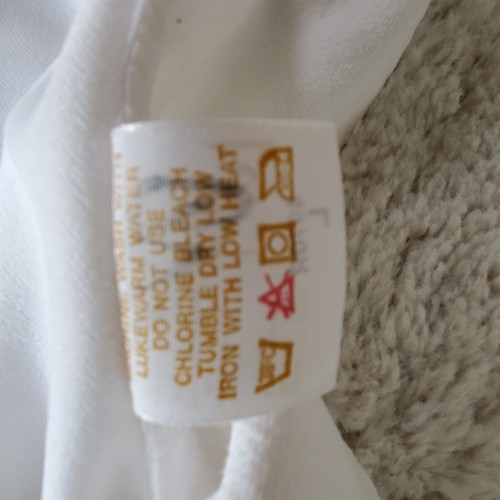 WASH WITH
LUKEWARM WATER
DO NOT USE
CHLORINE BLEACH
TUMBLE DRY LOW
IRON WITH LOW HEAT